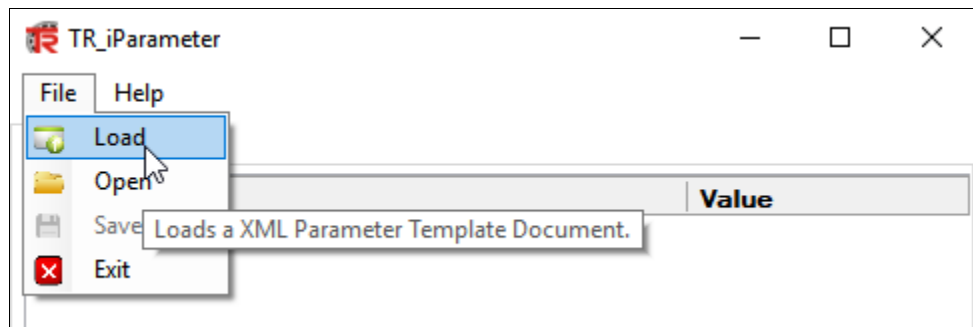 TR_iParameter
File Help
Load
Open
Value
Save
Loads a XML Parameter Template Document.
Exit